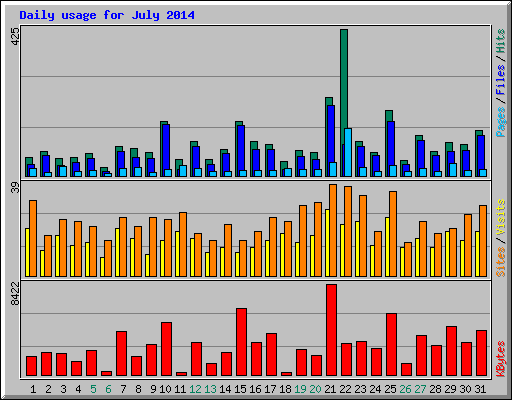 Daily usage for July 2014
425
Pages / Files / Hits
39
Sites / Visits
8422
KBytes
1 2 3 4 5 6 7 8 9 10 11 12 13 14 15 16 17 18 19 20 21 22 23 24 25 26 27 28 29 30 31